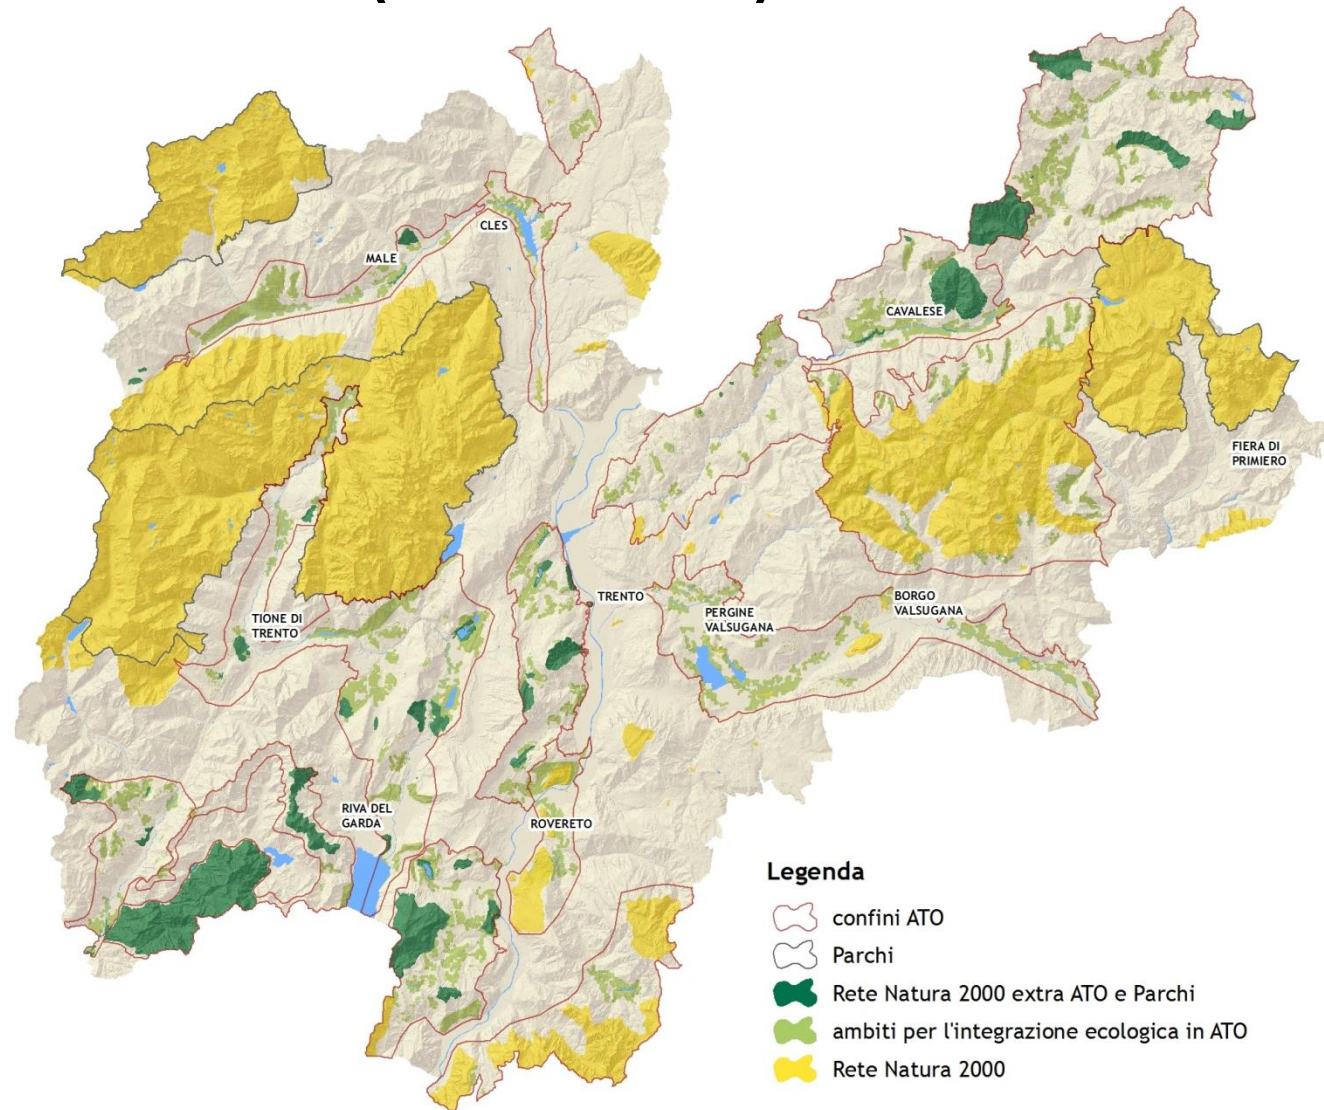 CLES
MALE
CAVALESE
FIERA DI
PRIMIERO
TRENTO
BORGO
VALSUGANA
PERGINE
VALSUGANA
TIONE DI
TRENTO
RIVA DEL
GARDA
ROVERETO
Legenda
confini ATO
Parchi
Rete Natura 2000 extra ATO e Parchi
ambiti per l'integrazione ecologica in ATO
Rete Natura 2000